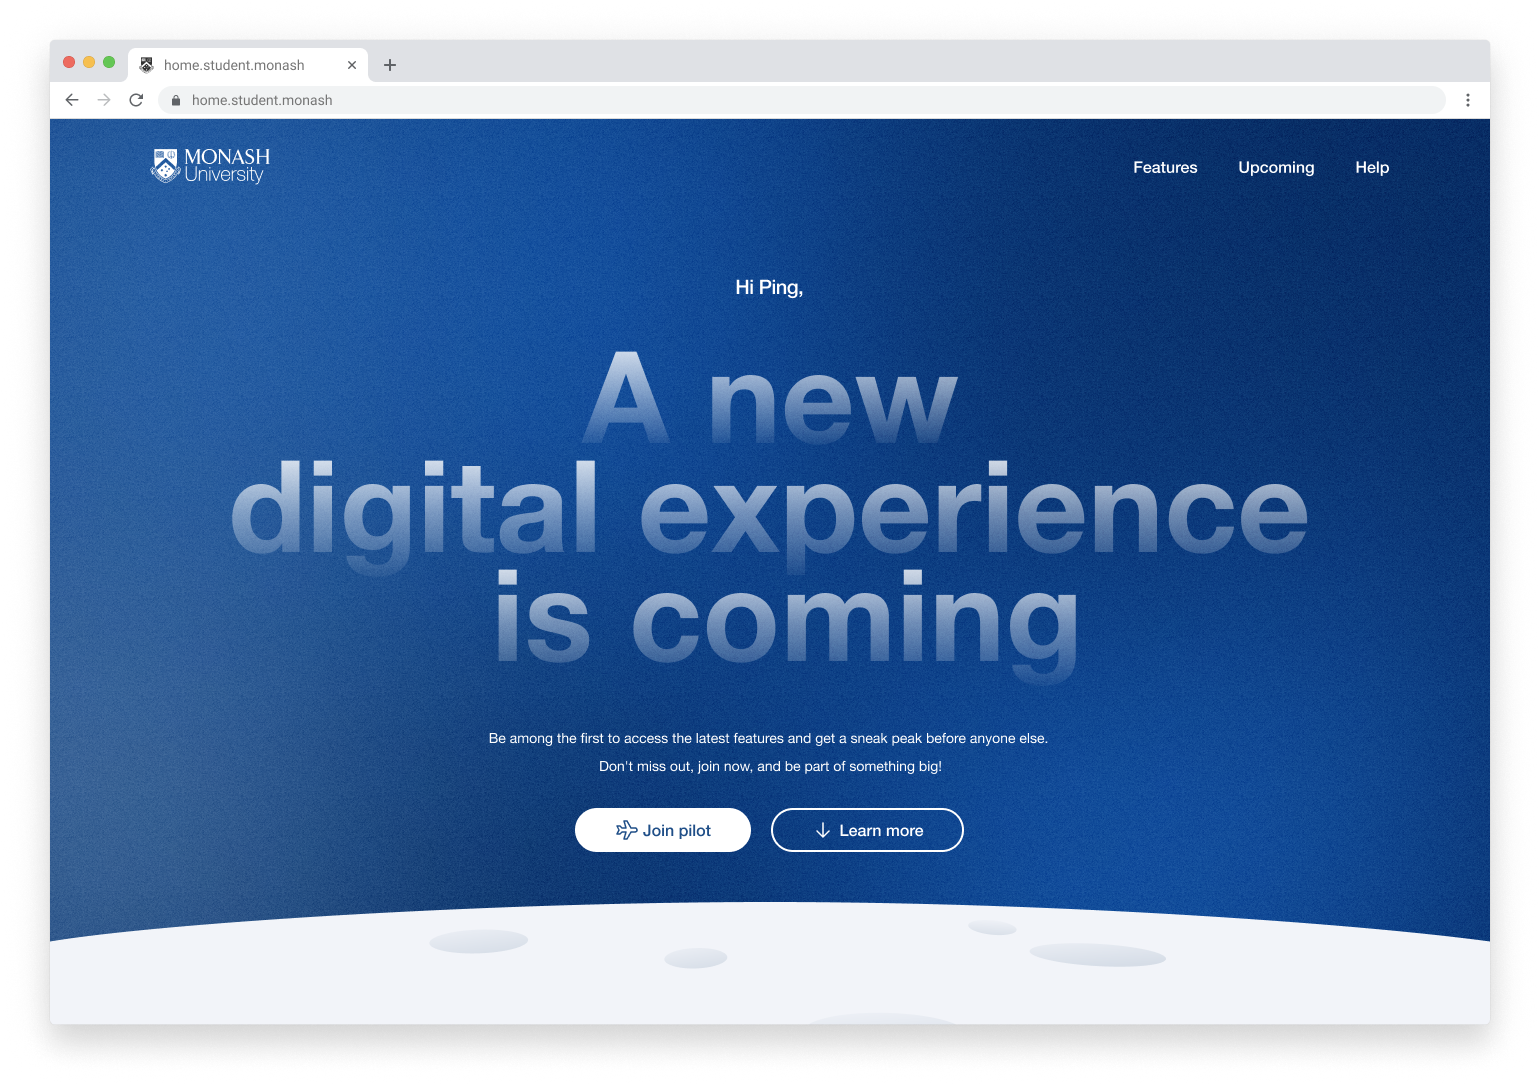 home.student.monash
home.student.monash
MONASH
University
Features Upcoming Help
Hi Ping,
A new
digital experience
is coming
Be among the first to access the latest features and get a sneak peak before anyone else.
Don't miss out, join now, and be part of something big!
Join pilot Learn more